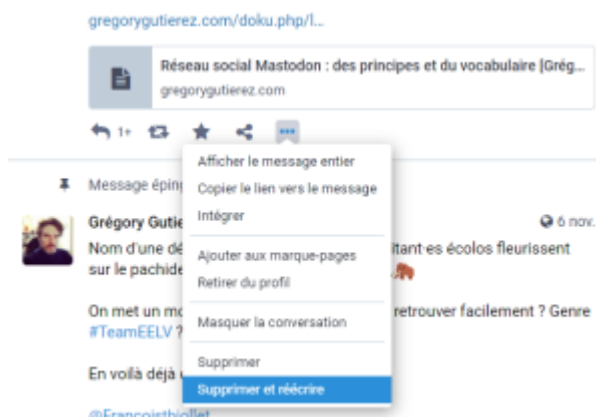 gregorygutierez.com/doku.php/l...
Réseau social Mastodon : des principes et du vocabulaire [Grég...
gregorygutierez.com
1+
Afficher le message entier
Message éping
Copier le lien vers le message
Intégrer
Grégory Gutie
6 nov.
Nom d'une dé
itant·es écolos fleurissent
Ajouter aux marque-pages
sur le pachide
Retirer du profil
On met un mo
retrouver facilement ? Genre
Masquer la conversation
#TeamEELV ?
Supprimer
En voilà déjà
Supprimer et réécrire
@Francoisthiollet